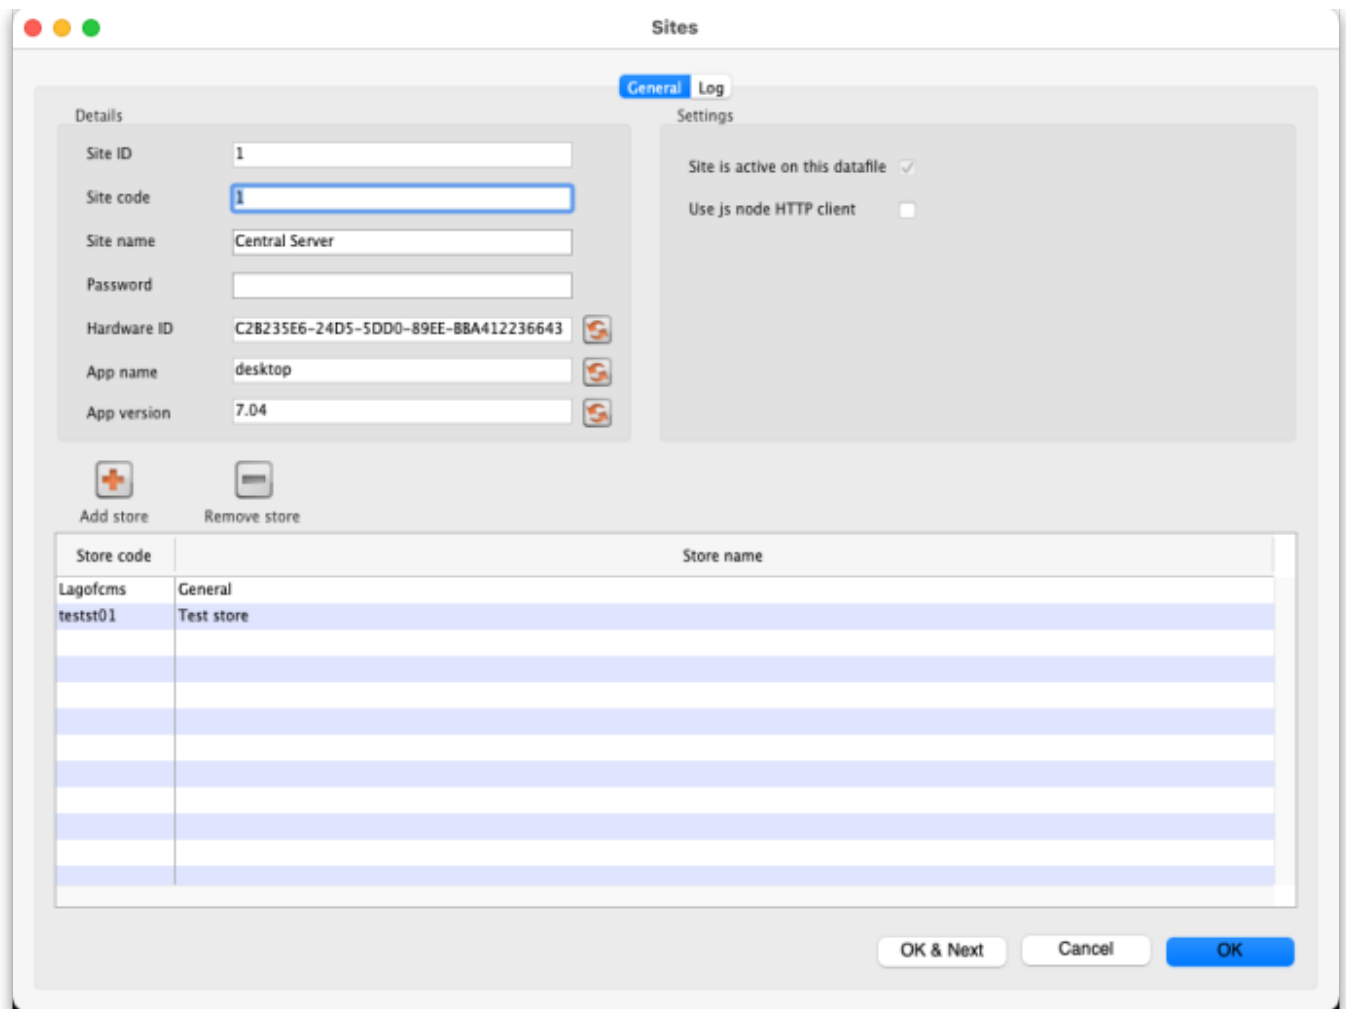 Sites
General Log
Details
Site ID 1
Site code 1
Site name Central Server
Password
Hardware ID C2B235E6-24D5-5DD0-89EE-BBA412236643
App name desktop
App version 7.04
Settings
Site is active on this datafile
Use js node HTTP client
Add store Remove store
Store code Store name
Lagofcms General
testst01 Test store
OK & Next Cancel OK